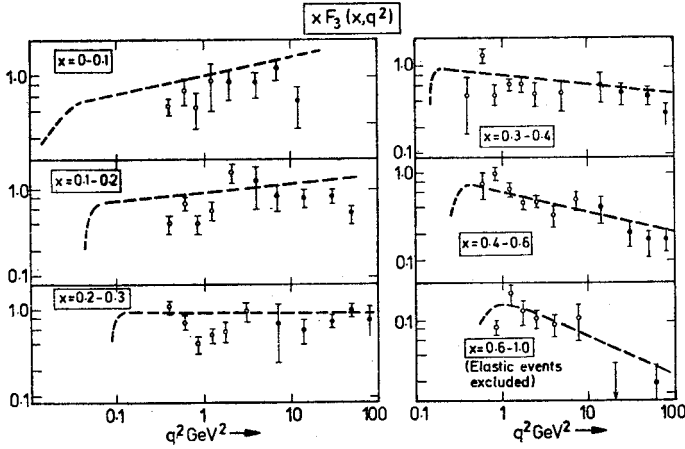 xF₃(x,q²)
x=0-0.1
1.0
x=0.1-0.2
1.0
0.1
x=0.2-0.3
1.0
0.1
0.1 1 10 100
q² GeV² →
1.0
x=0.3-0.4
0.1
1.0
x=0.4-0.6
0.1
0.1
x=0.6-1.0
(Elastic events
excluded)
0.1 1 10 100
q² GeV² →